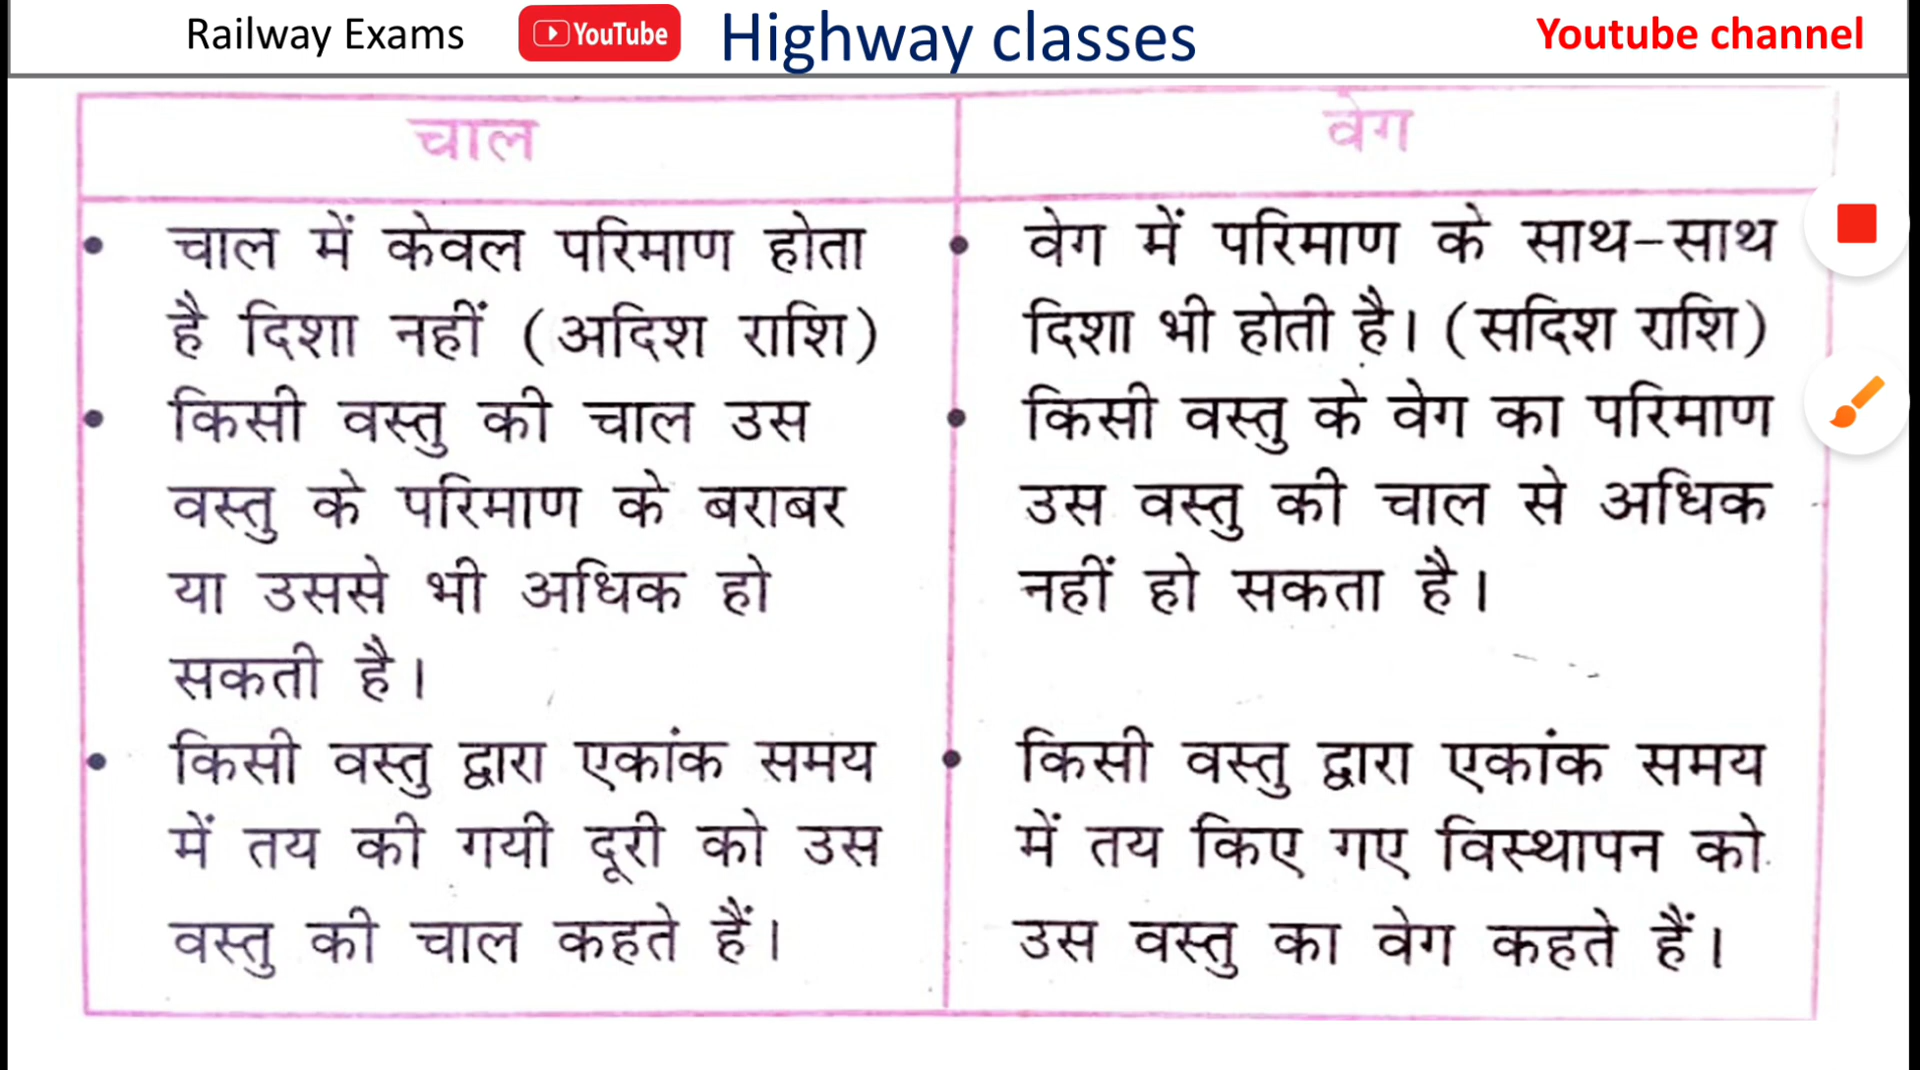 Railway Exams YouTube Highway classes Youtube channel
चाल
चाल में केवल परिमाण होता
है दिशा नहीं (अदिश राशि)
किसी वस्तु की चाल उस
वस्तु के परिमाण के बराबर
या उससे भी अधिक हो
सकती है।
किसी वस्तु द्वारा एकांक समय
में तय की गयी दूरी को उस
वस्तु की चाल कहते हैं।
वेग
वेग में परिमाण के साथ-साथ
दिशा भी होती है। (सदिश राशि)
किसी वस्तु के वेग का परिमाण
उस वस्तु की चाल से अधिक
नहीं हो सकता है।
किसी वस्तु द्वारा एकांक समय
में तय किए गए विस्थापन को
उस वस्तु का वेग कहते हैं।